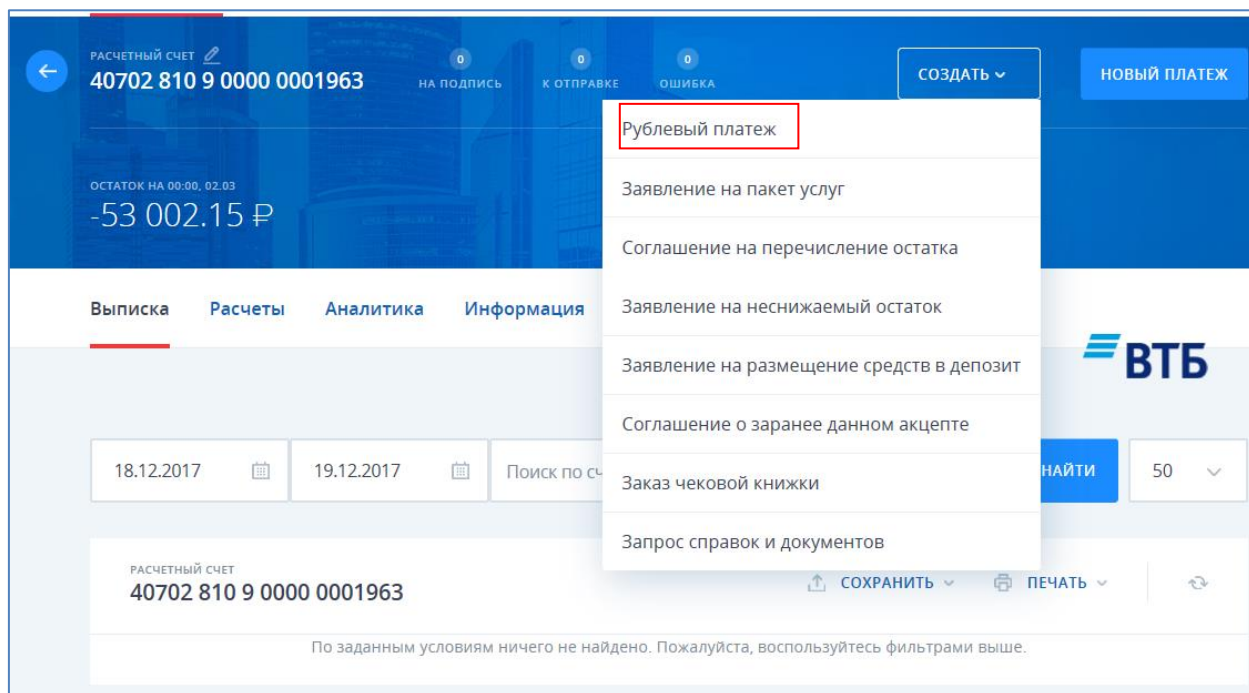 РАСЧЕТНЫЙ СЧЕТ
40702 810 9 0000 0001963
0
НА ПОДПИСЬ
0
К ОТПРАВКЕ
0
ОШИБКА
СОЗДАТЬ
НОВЫЙ ПЛАТЕЖ
ОСТАТОК НА 00:00, 02.03
-53 002.15 ₽
Рублевый платеж
Заявление на пакет услуг
Соглашение на перечисление остатка
Заявление на неснижаемый остаток
Заявление на размещение средств в депозит
Соглашение о заранее данном акцепте
Заказ чековой книжки
Запрос справок и документов
Выписка
Расчеты
Аналитика
Информация
ВТБ
18.12.2017
19.12.2017
Поиск по сч
НАЙТИ
50
РАСЧЕТНЫЙ СЧЕТ
40702 810 9 0000 0001963
СОХРАНИТЬ
ПЕЧАТЬ
По заданным условиям ничего не найдено. Пожалуйста, воспользуйтесь фильтрами выше.